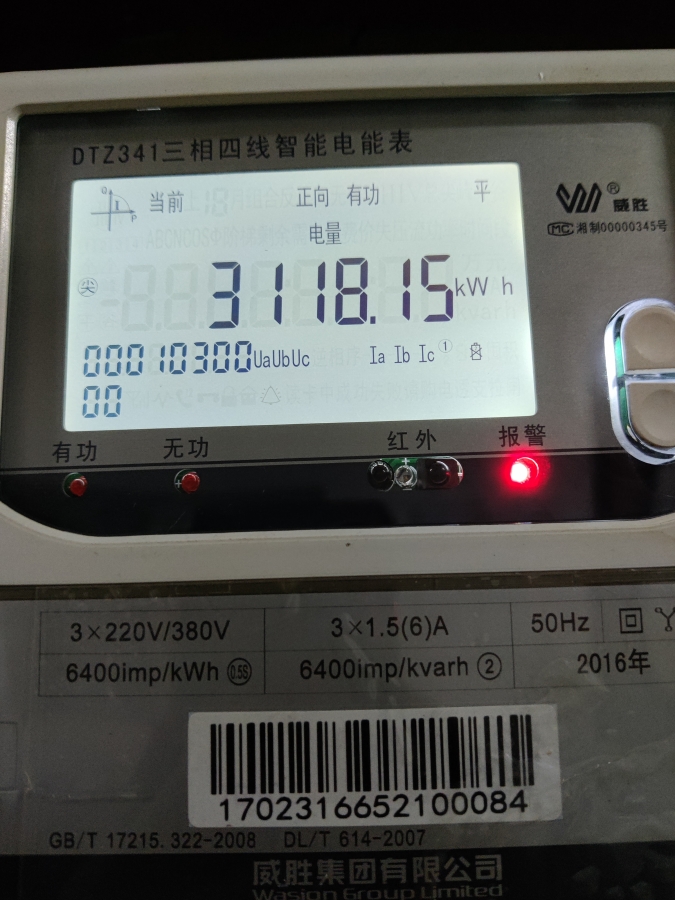 DTZ341三相四线智能电能表
Q I P 当前 正向 有功 平
电量
尖 3118.15 kWh
00010300 UaUbUc Ia Ib Ic ①
00
威胜®
MC 湘制00000345号
有功 无功 红外 报警
3×220V/380V 3×1.5(6)A 50Hz
6400imp/kWh 0.5S 6400imp/kvarh ② 2016年
1702316652100084
GB/T 17215.322-2008 DL/T 614-2007
威胜集团有限公司
Wasion Group Limited